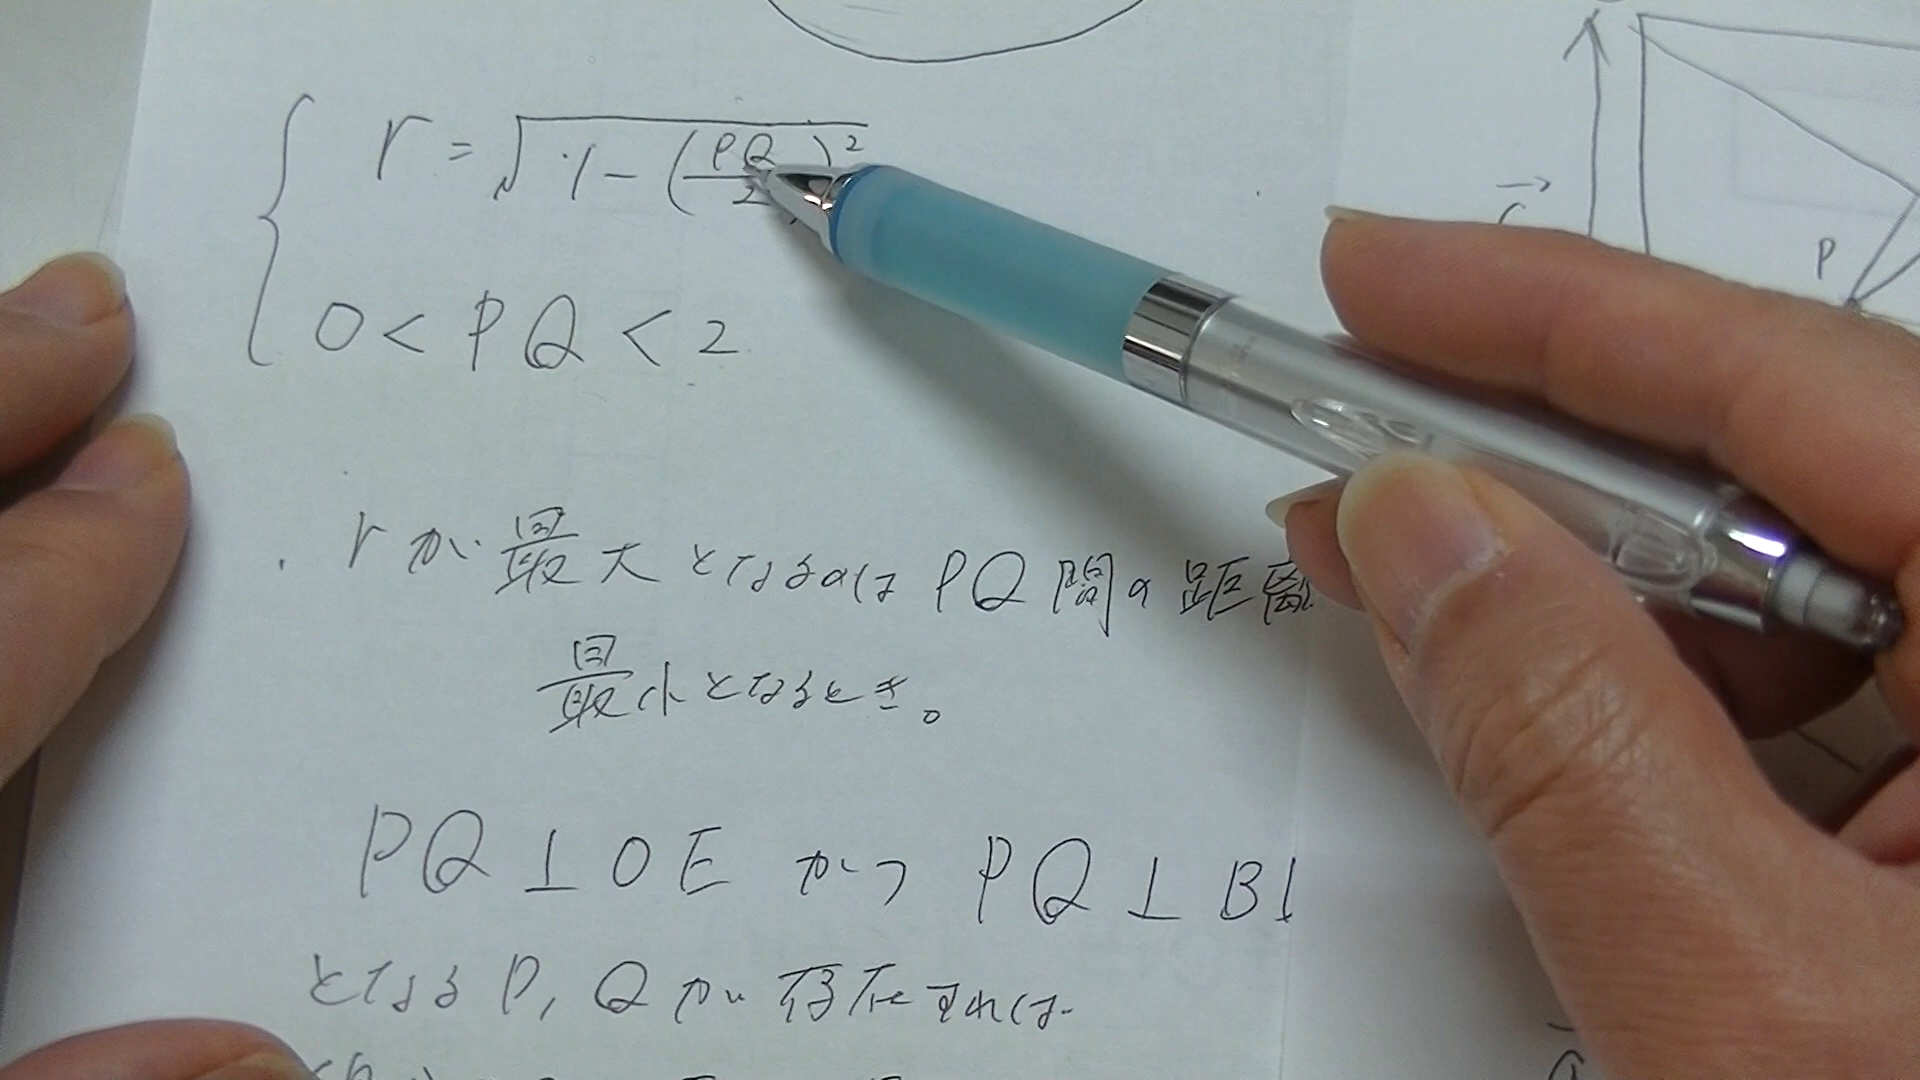 r = √1 - (PQ/2)²
0 < PQ < 2
・rが最大となるのはPQ間の距離
最小となるとき。
PQ⊥OE かつ PQ⊥B
となるP, Qが存在すれば
P